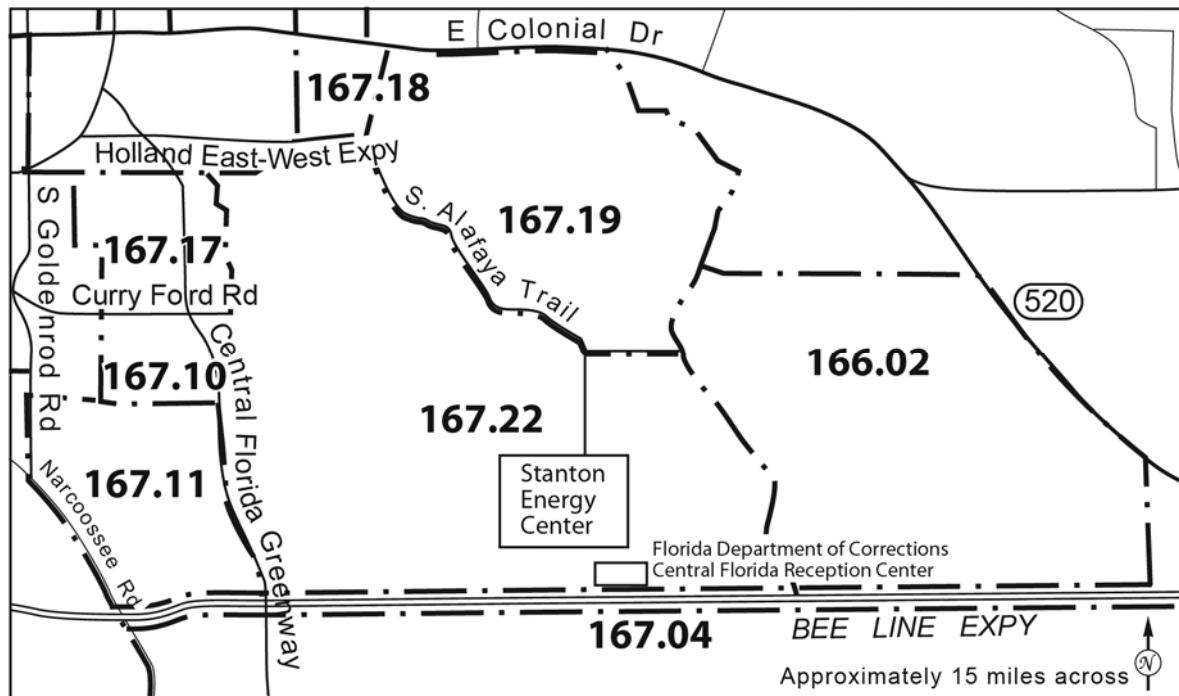 E Colonial Dr
167.18
Holland East-West Expy
S Goldenrod Rd
167.17
S. Alafaya Trail
167.19
Curry Ford Rd
520
Central Florida Greenway
167.10
166.02
167.22
167.11
Narcoossee Rd
Stanton
Energy
Center
Florida Department of Corrections
Central Florida Reception Center
167.04
BEE LINE EXPY
N
Approximately 15 miles across